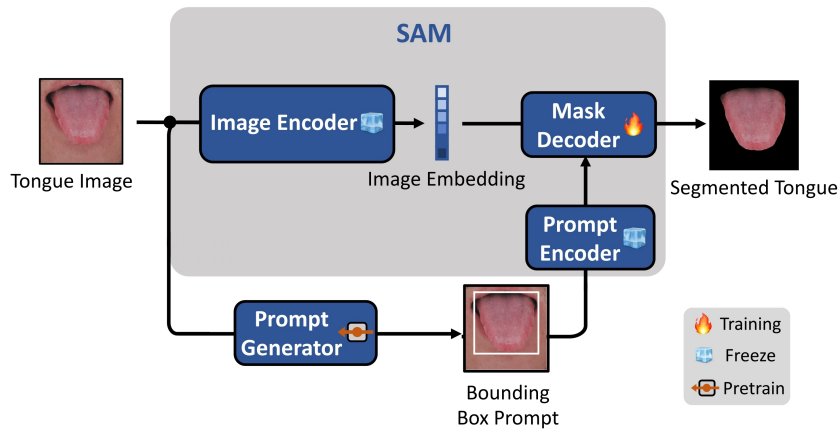 SAM
Image Encoder
Mask
Decoder
Tongue Image
Image Embedding
Segmented Tongue
Prompt
Encoder
Prompt
Generator
Bounding
Box Prompt
Training
Freeze
Pretrain